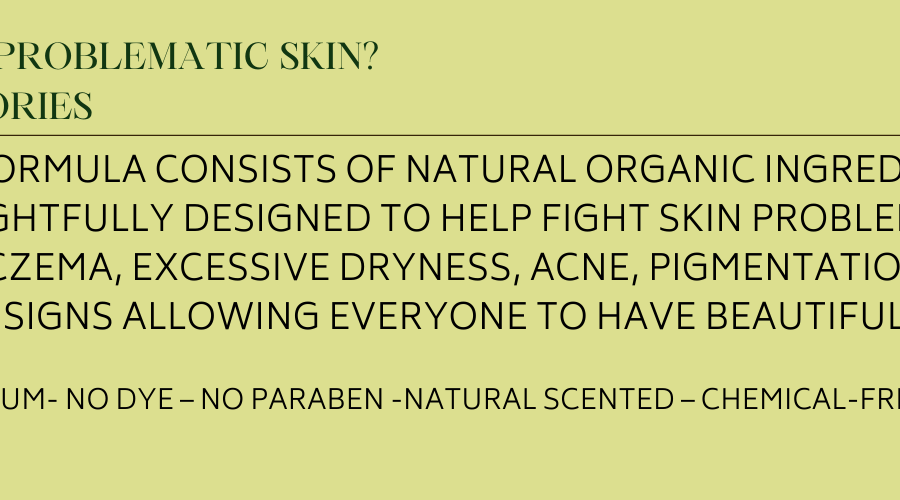 PROBLEMATIC SKIN?
ORIES
ORMULA CONSISTS OF NATURAL ORGANIC INGRED
GHTFULLY DESIGNED TO HELP FIGHT SKIN PROBLE
CZEMA, EXCESSIVE DRYNESS, ACNE, PIGMENTATIO
SIGNS ALLOWING EVERYONE TO HAVE BEAUTIFUL
UM- NO DYE – NO PARABEN -NATURAL SCENTED – CHEMICAL-FR